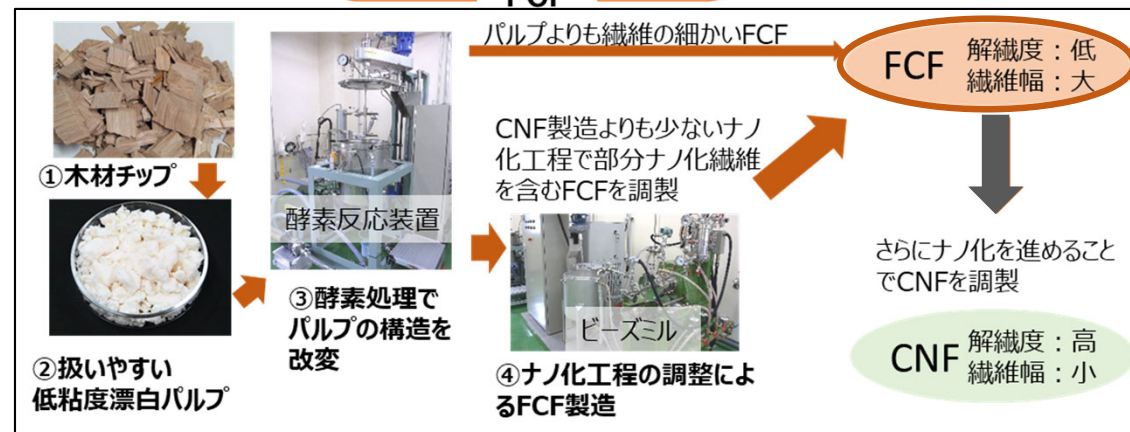 FCF
①木材チップ
②扱いやすい
低粘度漂白パルプ
酵素反応装置
③酵素処理で
パルプの構造を
改変
パルプよりも繊維の細かいFCF
CNF製造よりも少ないナノ
化工程で部分ナノ化繊維
を含むFCFを調製
ビーズミル
④ナノ化工程の調整によ
るFCF製造
FCF
解繊度：低
繊維幅：大
さらにナノ化を進めること
でCNFを調製
CNF
解繊度：高
繊維幅：小